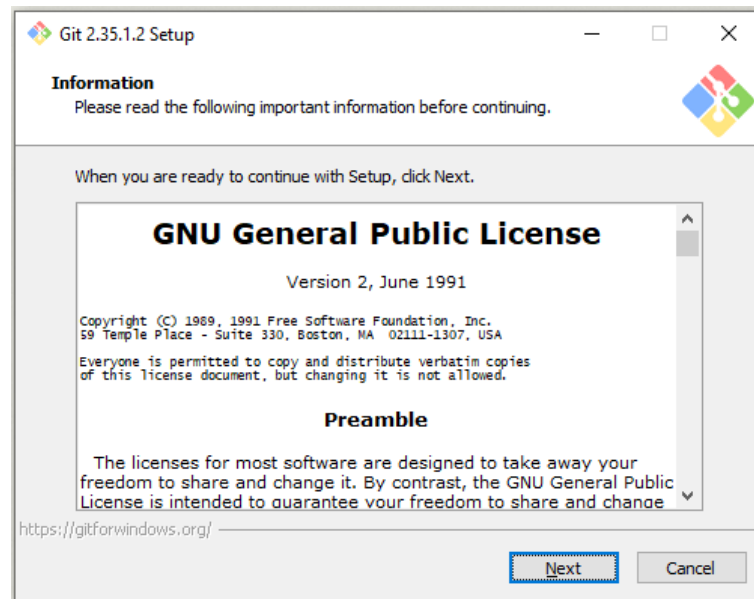 Git 2.35.1.2 Setup
Information
Please read the following important information before continuing.
When you are ready to continue with Setup, click Next.
GNU General Public License
Version 2, June 1991
Copyright (C) 1989, 1991 Free Software Foundation, Inc.
59 Temple Place - Suite 330, Boston, MA  02111-1307, USA
Everyone is permitted to copy and distribute verbatim copies
of this license document, but changing it is not allowed.
Preamble
The licenses for most software are designed to take away your
freedom to share and change it. By contrast, the GNU General Public
License is intended to guarantee your freedom to share and change
https://gitforwindows.org/
Next
Cancel